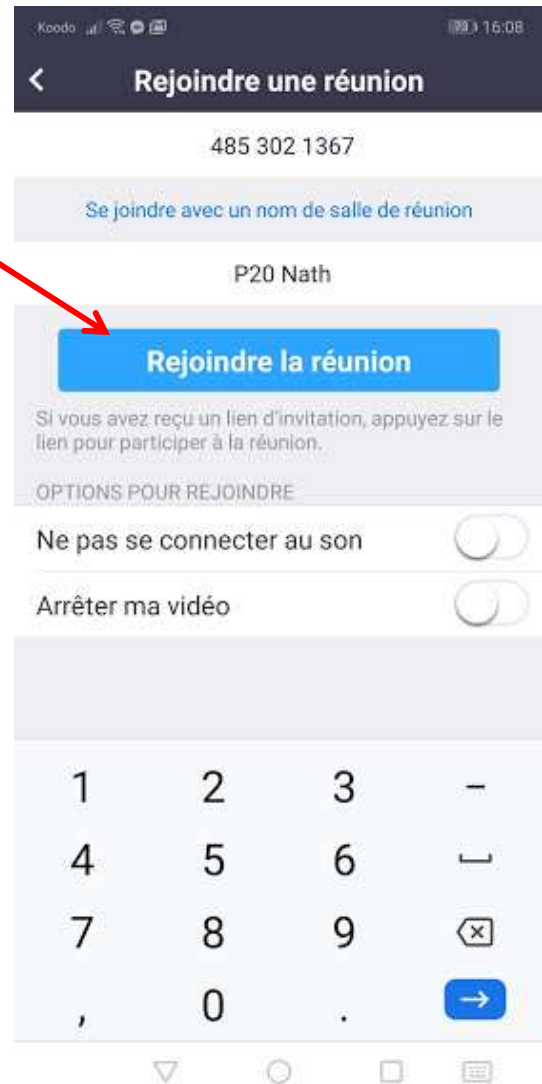 Koodo 16:08
Rejoindre une réunion
485 302 1367
Se joindre avec un nom de salle de réunion
P20 Nath
Rejoindre la réunion
Si vous avez reçu un lien d'invitation, appuyez sur le
lien pour participer à la réunion.
OPTIONS POUR REJOINDRE
Ne pas se connecter au son
Arrêter ma vidéo
1 2 3 –
4 5 6
7 8 9
, 0 .